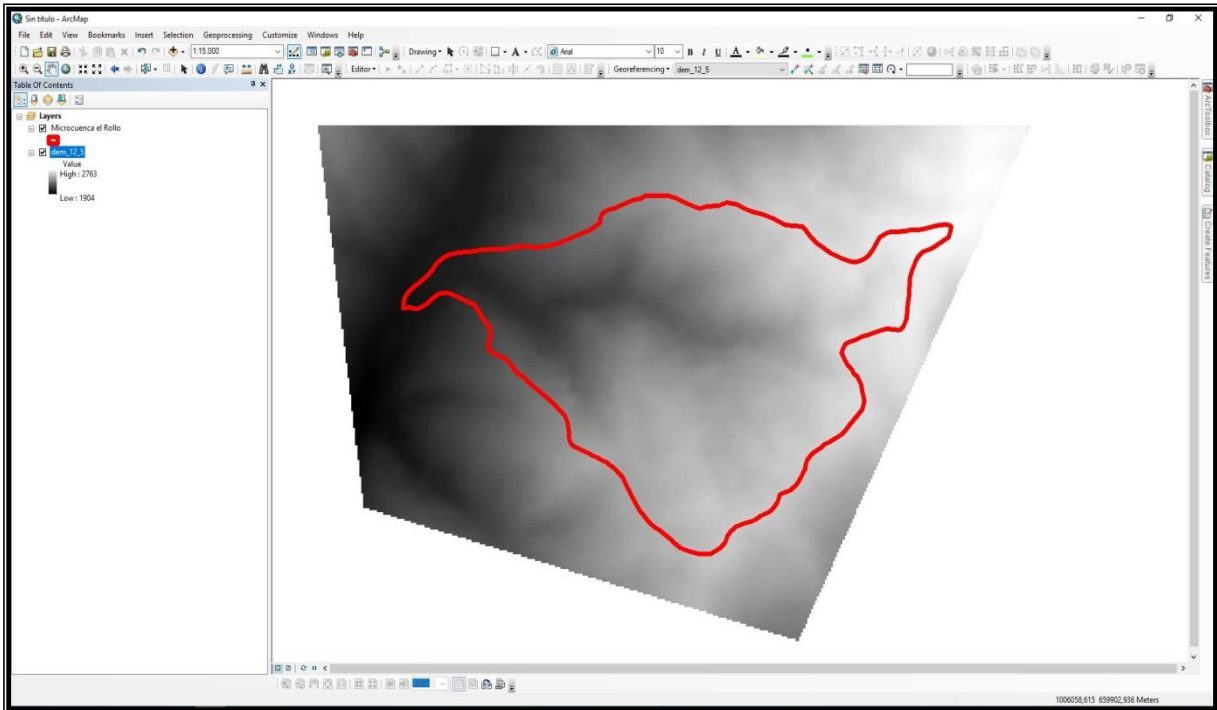 Sin título - ArcMap
File Edit View Bookmarks Insert Selection Geoprocessing Customize Windows Help
1:15.000 Drawing A Arial 10 B I U A
Editor Georeferencing dem_12_5
Table Of Contents
Layers
Microcuenca el Rollo
dem_12_5
Value
High : 2763
Low : 1904
ArcToolbox
Catalog
Create Features
1006058,615 659902,936 Meters